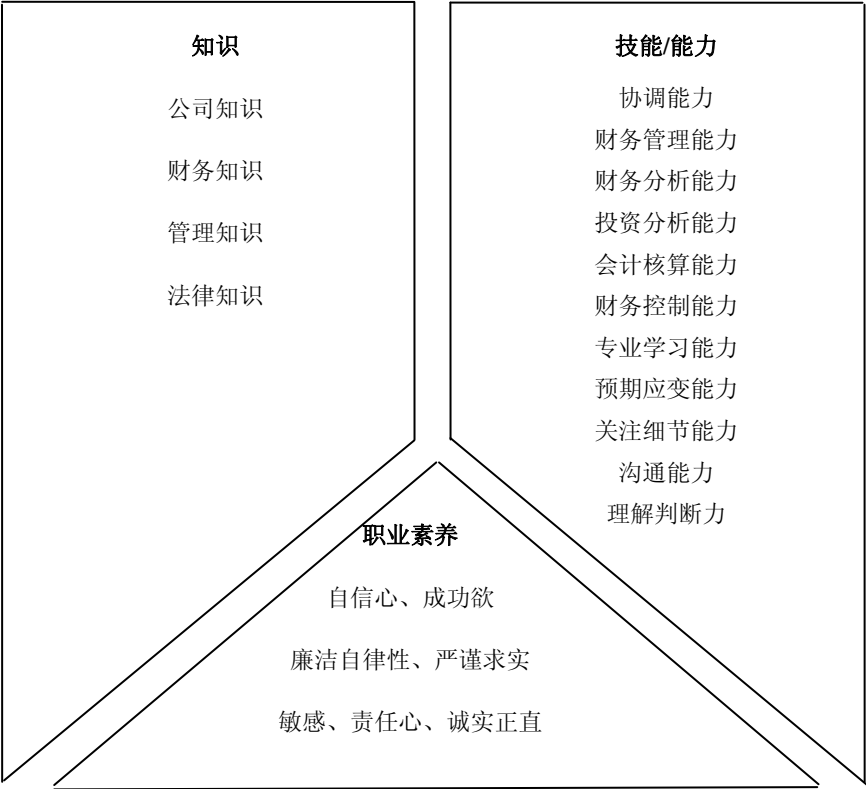 知识
公司知识
财务知识
管理知识
法律知识
技能/能力
协调能力
财务管理能力
财务分析能力
投资分析能力
会计核算能力
财务控制能力
专业学习能力
预期应变能力
关注细节能力
沟通能力
理解判断力
职业素养
自信心、成功欲
廉洁自律性、严谨求实
敏感、责任心、诚实正直